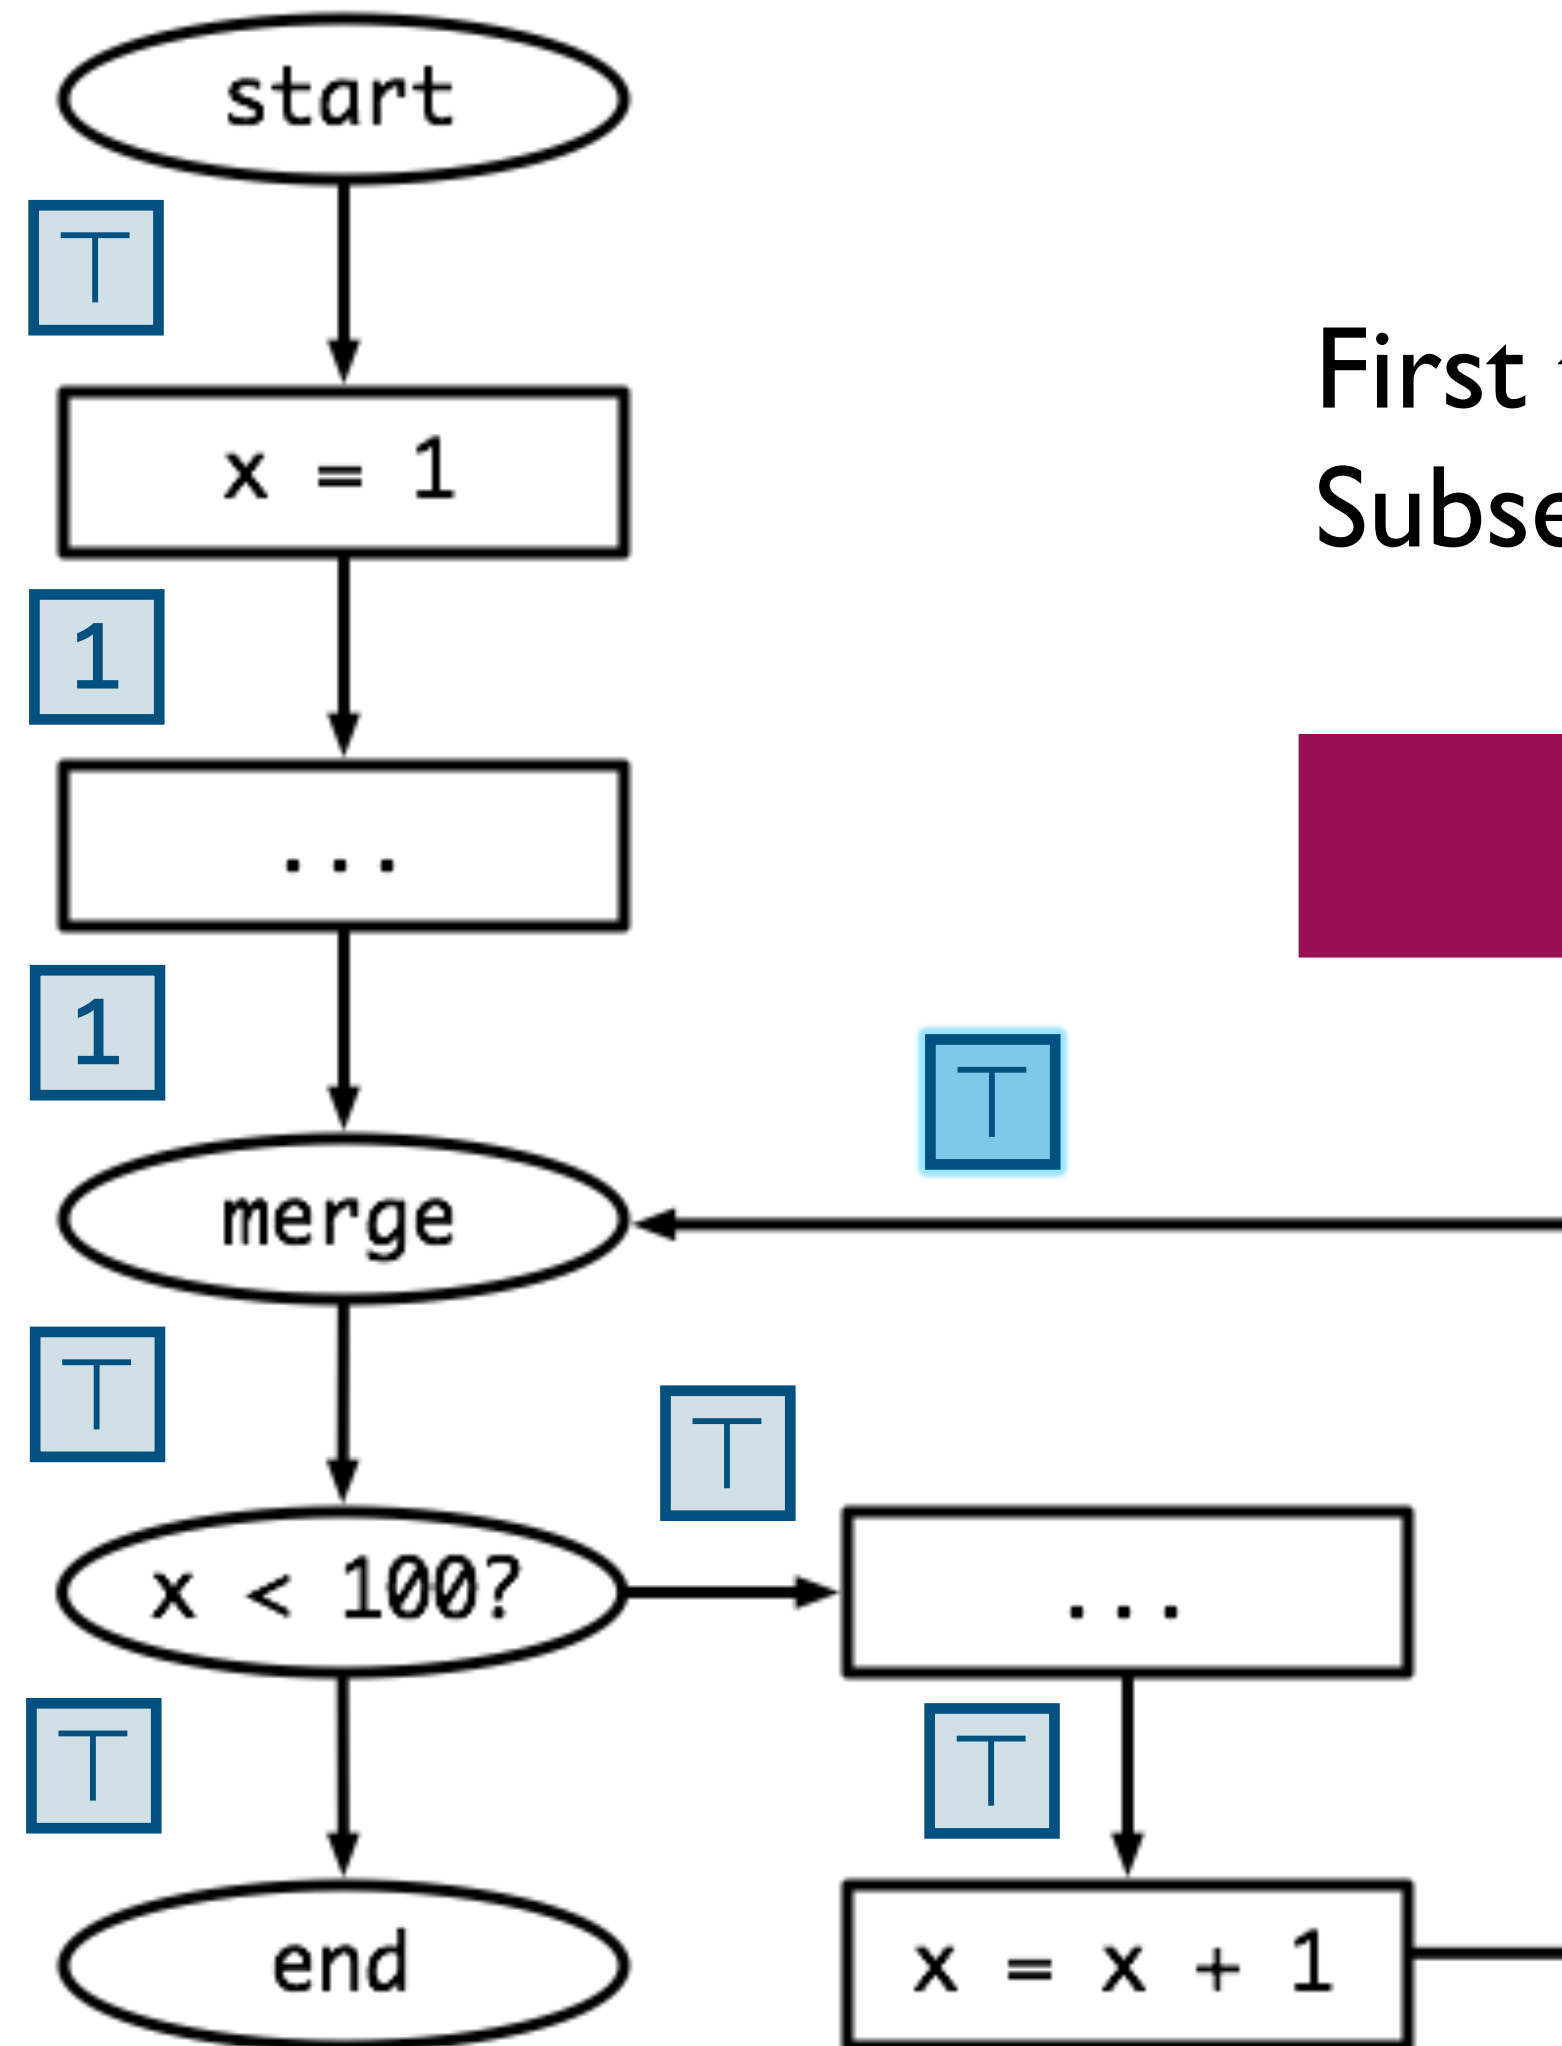 start
⊤
x = 1
First
Subse
1
...
1
⊤
merge
⊤
⊤
x < 100?
...
⊤
⊤
end
x = x + 1